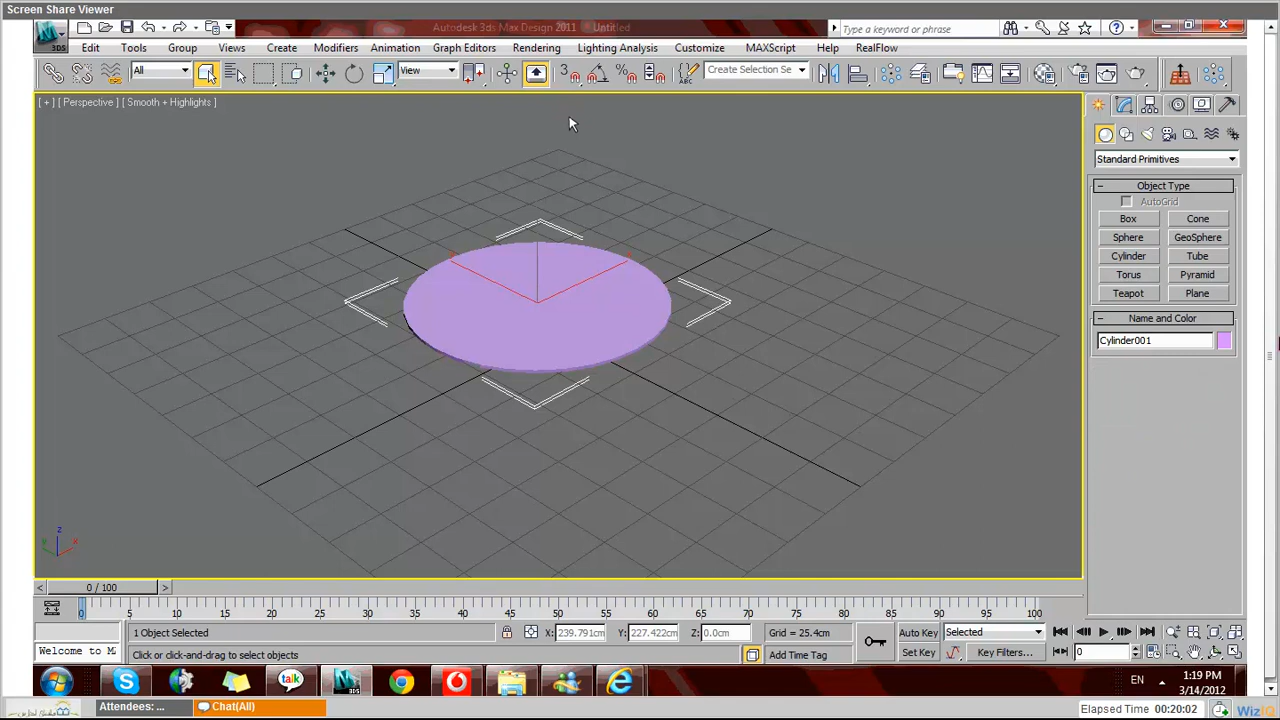 Screen Share Viewer
Autodesk 3ds Max Design 2011 Untitled
Type a keyword or phrase
3DS
Edit Tools Group Views Create Modifiers Animation Graph Editors Rendering Lighting Analysis Customize MAXScript Help RealFlow
All View 3 Create Selection Se
[ + ] [ Perspective ] [ Smooth + Highlights ]
Standard Primitives
Object Type
AutoGrid
Box Cone
Sphere GeoSphere
Cylinder Tube
Torus Pyramid
Teapot Plane
Name and Color
Cylinder001
z
y x
< 0 / 100 >
0 5 10 15 20 25 30 35 40 45 50 55 60 65 70 75 80 85 90 95 100
1 Object Selected X: 239.791cm Y: 227.422cm Z: 0.0cm Grid = 25.4cm Auto Key Selected
Welcome to M Click or click-and-drag to select objects Add Time Tag Set Key Key Filters... 0
talk EN 1:19 PM
3/14/2012
Attendees: ... Chat(All) Elapsed Time 00:20:02 WizIQ